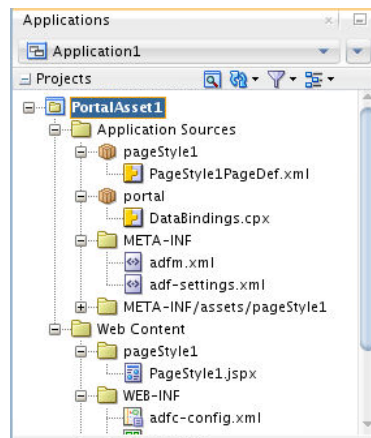 Applications
Application1
Projects
PortalAsset1
Application Sources
pageStyle1
PageStyle1PageDef.xml
portal
DataBindings.cpx
META-INF
adfm.xml
adf-settings.xml
META-INF/assets/pageStyle1
Web Content
pageStyle1
PageStyle1.jspx
WEB-INF
adfc-config.xml